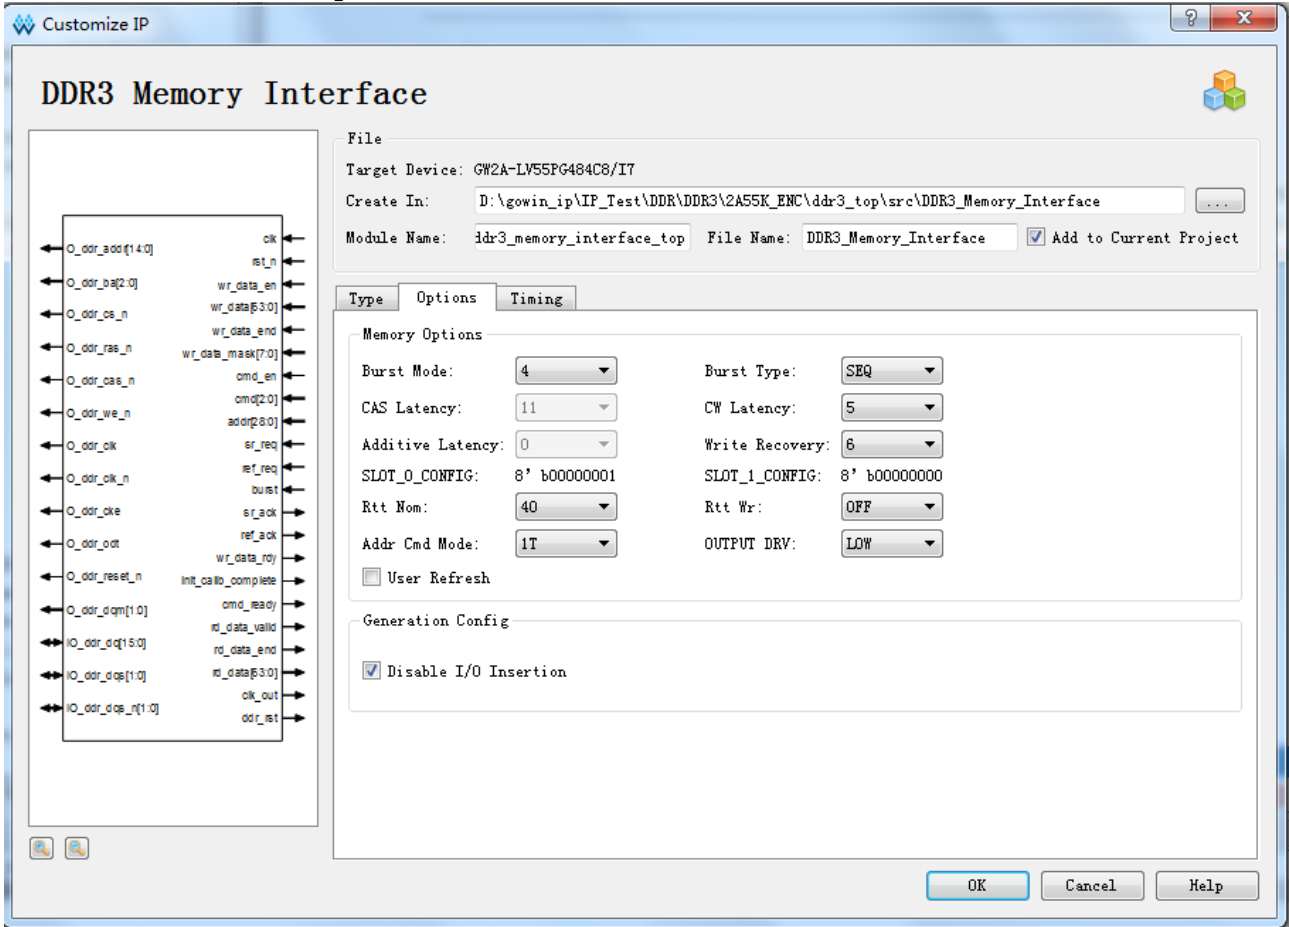 Customize IP
DDR3 Memory Interface
File
Target Device: GW2A-LV55PG484C8/I7
Create In: D:\gowin_ip\IP_Test\DDR\DDR3\2A55K_ENC\ddr3_top\src\DDR3_Memory_Interface ...
Module Name: ddr3_memory_interface_top File Name: DDR3_Memory_Interface Add to Current Project
O_ddr_addr[14:0]
O_ddr_ba[2:0]
O_ddr_cs_n
O_ddr_ras_n
O_ddr_cas_n
O_ddr_we_n
O_ddr_clk
O_ddr_clk_n
O_ddr_cke
O_ddr_odt
O_ddr_reset_n
O_ddr_dqm[1:0]
IO_ddr_dq[15:0]
IO_ddr_dqs[1:0]
IO_ddr_dqs_n[1:0]
clk
rst_n
wr_data_en
wr_data[63:0]
wr_data_end
wr_data_mask[7:0]
cmd_en
cmd[2:0]
addr[28:0]
sr_req
ref_req
burst
sr_ack
ref_ack
wr_data_rdy
init_calib_complete
cmd_ready
rd_data_valid
rd_data_end
rd_data[63:0]
clk_out
ddr_rst
Type Options Timing
Memory Options
Burst Mode: 4 Burst Type: SEQ
CAS Latency: 11 CW Latency: 5
Additive Latency: 0 Write Recovery: 6
SLOT_0_CONFIG: 8' b00000001 SLOT_1_CONFIG: 8' b00000000
Rtt Nom: 40 Rtt Wr: OFF
Addr Cmd Mode: 1T OUTPUT DRV: LOW
User Refresh
Generation Config
Disable I/O Insertion
OK Cancel Help